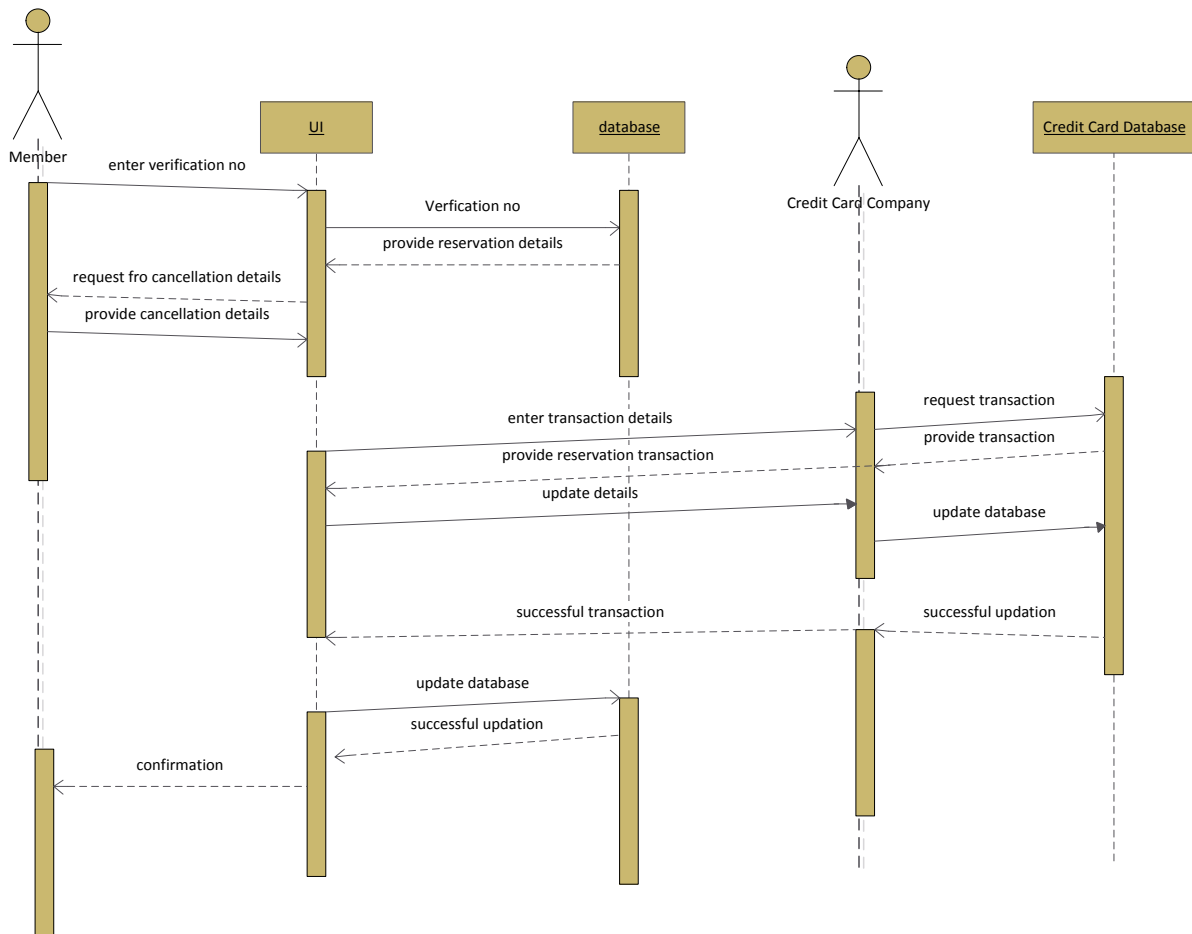 UI
database
Credit Card Database
Member
enter verification no
Credit Card Company
Verfication no
provide reservation details
request fro cancellation details
provide cancellation details
enter transaction details
request transaction
provide reservation transaction
provide transaction
update details
update database
successful transaction
successful updation
update database
successful updation
confirmation